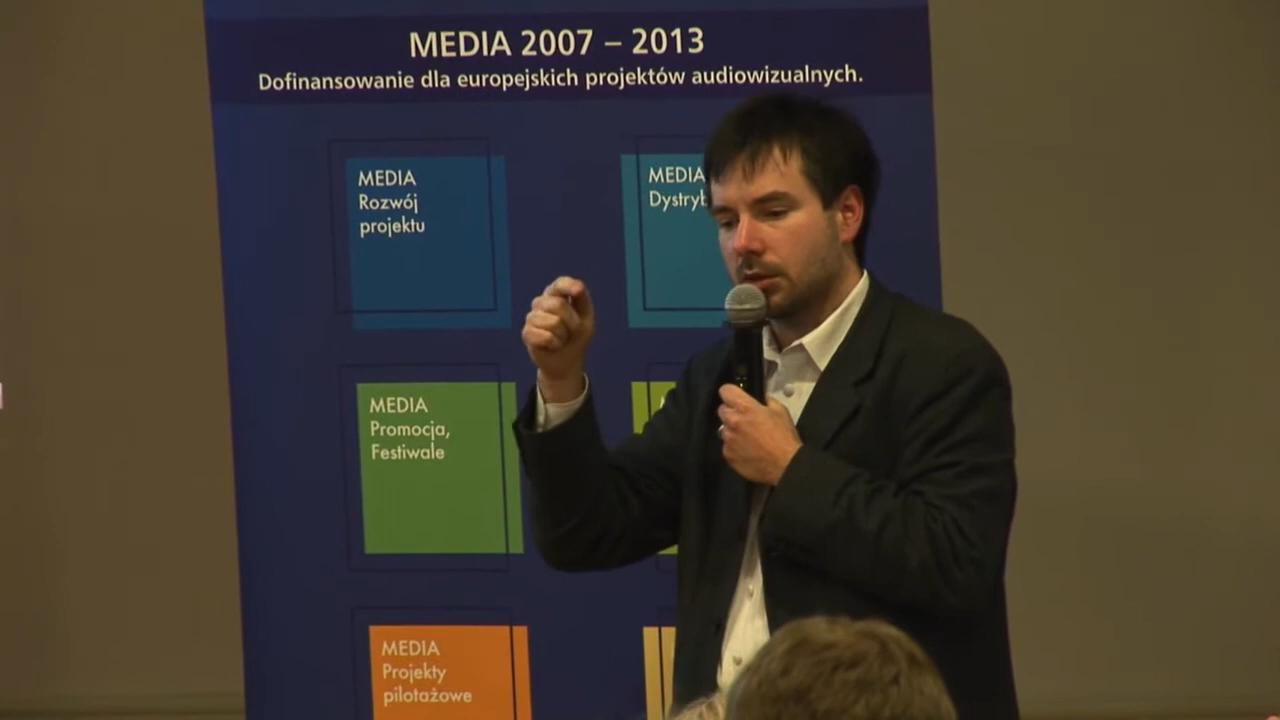 MEDIA 2007 – 2013
Dofinansowanie dla europejskich projektów audiowizualnych.
MEDIA
Rozwój
projektu
MEDIA
MEDIA
Promocja,
Festiwale
MEDIA
Projekty
pilotażowe